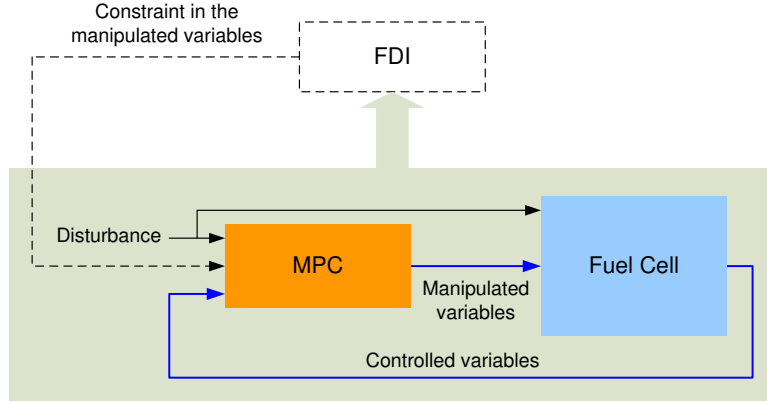 Constraint in the
manipulated variables
FDI
Disturbance
MPC
Fuel Cell
Manipulated
variables
Controlled variables